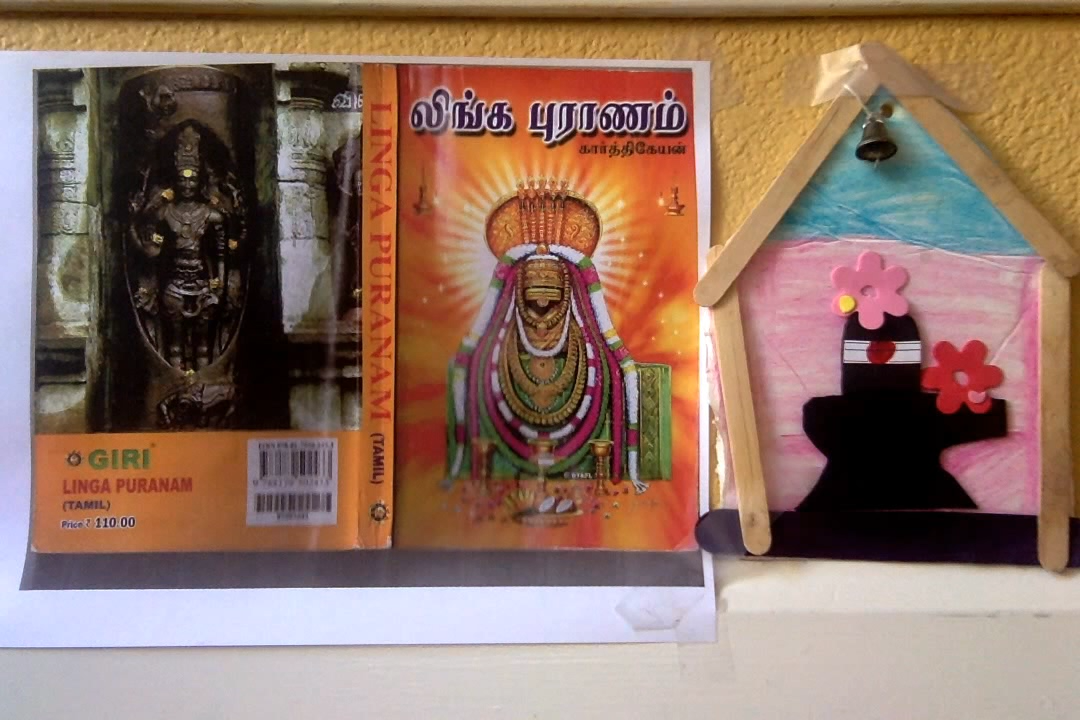 GIRI
LINGA PURANAM
(TAMIL)
Price ₹ 110.00
LINGA PURANAM (TAMIL)
லிங்க புராணம்
கார்த்திகேயன்